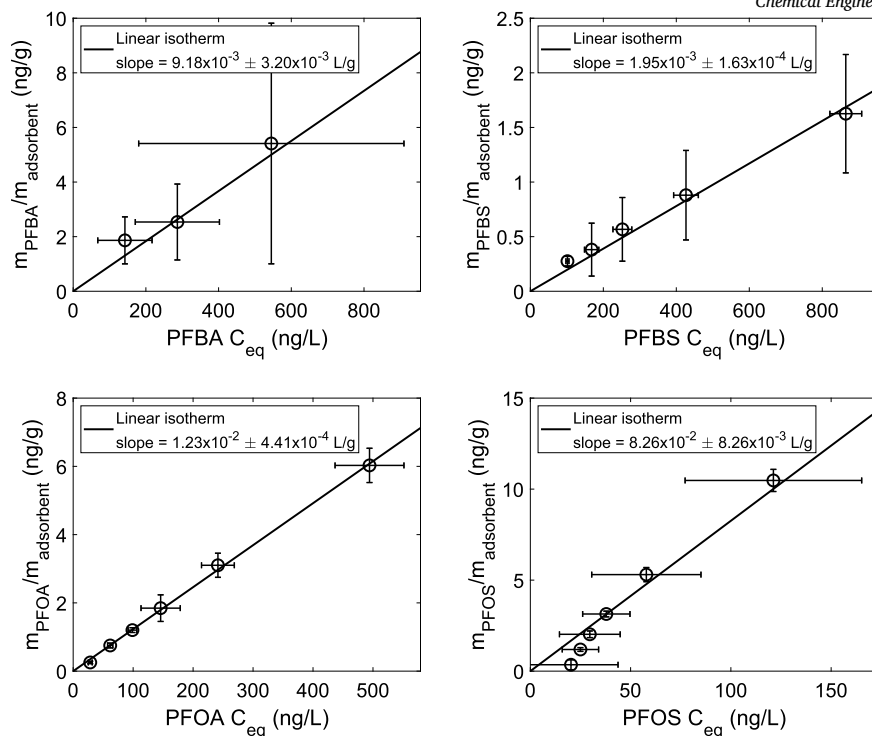 Chemical Engine
Linear isotherm
slope = 9.18x10⁻³ ± 3.20x10⁻³ L/g
m_PFBA/m_adsorbent (ng/g)
10
8
6
4
2
0
0 200 400 600 800
PFBA C_eq (ng/L)
Linear isotherm
slope = 1.95x10⁻³ ± 1.63x10⁻⁴ L/g
m_PFBS/m_adsorbent (ng/g)
2.5
2
1.5
1
0.5
0
0 200 400 600 800
PFBS C_eq (ng/L)
Linear isotherm
slope = 1.23x10⁻² ± 4.41x10⁻⁴ L/g
m_PFOA/m_adsorbent (ng/g)
8
6
4
2
0
0 100 200 300 400 500
PFOA C_eq (ng/L)
Linear isotherm
slope = 8.26x10⁻² ± 8.26x10⁻³ L/g
m_PFOS/m_adsorbent (ng/g)
15
10
5
0
0 50 100 150
PFOS C_eq (ng/L)